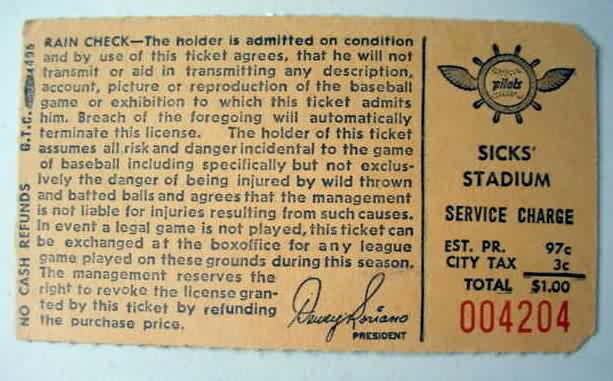 RAIN CHECK—The holder is admitted on condition
and by use of this ticket agrees, that he will not
transmit or aid in transmitting any description,
account, picture or reproduction of the baseball
game or exhibition to which this ticket admits
him. Breach of the foregoing will automatically
terminate this license. The holder of this ticket
assumes all risk and danger incidental to the game
of baseball including specifically but not exclus-
ively the danger of being injured by wild thrown
and batted balls and agrees that the management
is not liable for injuries resulting from such causes.
In event a legal game is not played, this ticket can
be exchanged at the boxoffice for any league
game played on these grounds during this season.
The management reserves the
right to revoke the license gran-
ted by this ticket by refunding
the purchase price.
Dewey Soriano
PRESIDENT
NO CASH REFUNDS G.T.C.
pilots
SICKS'
STADIUM
SERVICE CHARGE
EST. PR. 97c
CITY TAX 3c
TOTAL $1.00
004204